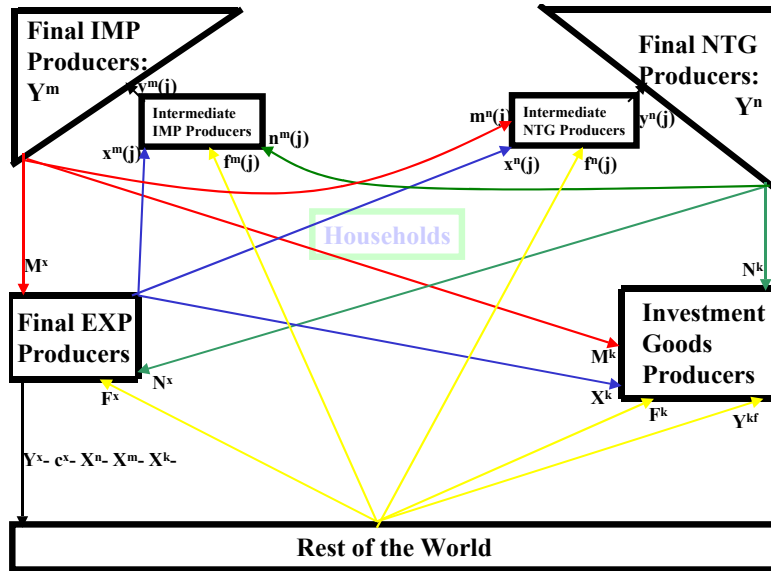 Final IMP
Producers:
Yᵐ
Final NTG
Producers:
Yⁿ
yᵐ(j)
Intermediate
IMP Producers
mⁿ(j)
Intermediate
NTG Producers
yⁿ(j)
xᵐ(j)
fᵐ(j)
nᵐ(j)
xⁿ(j)
fⁿ(j)
Households
Mˣ
Nᵏ
Final EXP
Producers
Investment
Goods
Producers
Mᵏ
Xᵏ
Nˣ
Fˣ
Fᵏ
Yᵏᶠ
Yˣ- cˣ- Xⁿ- Xᵐ- Xᵏ-
Rest of the World